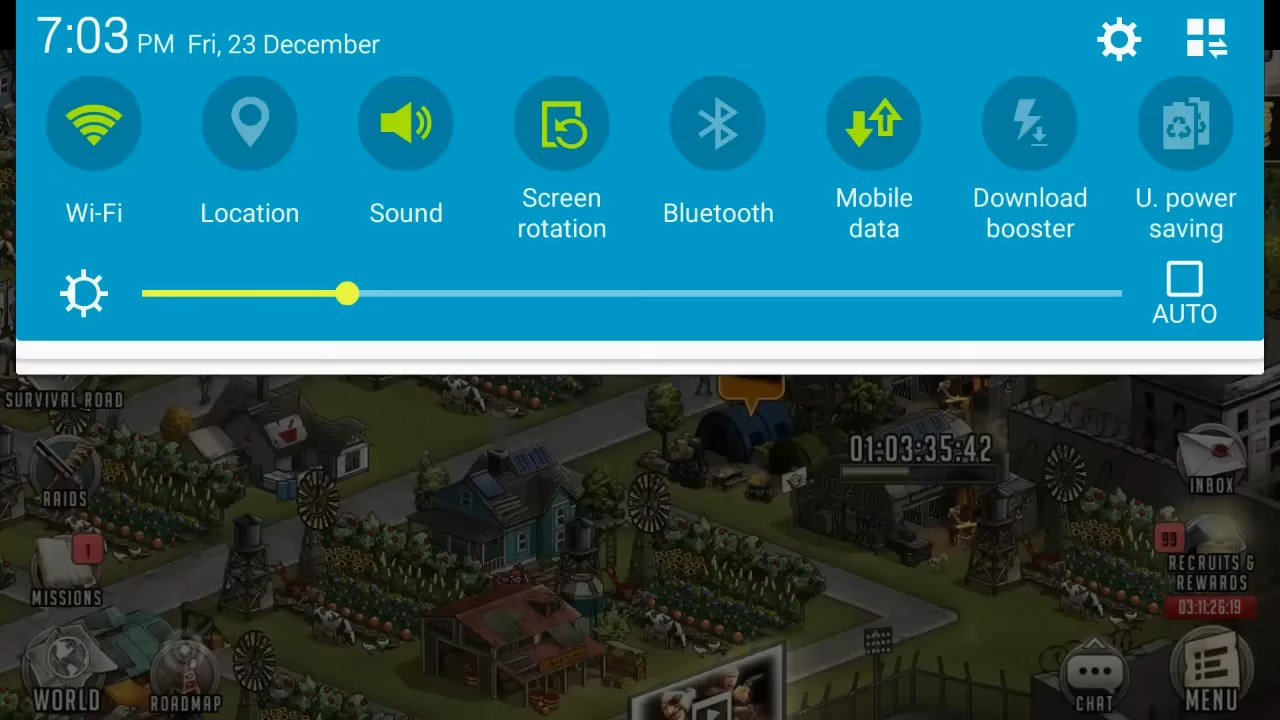 7:03 PM Fri, 23 December
Wi-Fi
Location
Sound
Screen
rotation
Bluetooth
Mobile
data
Download
booster
U. power
saving
AUTO
SURVIVAL ROAD
01:03:35:42
RAIDS
INBOX
1
MISSIONS
99
RECRUITS &
REWARDS
03:11:26:19
WORLD
ROADMAP
CHAT
MENU